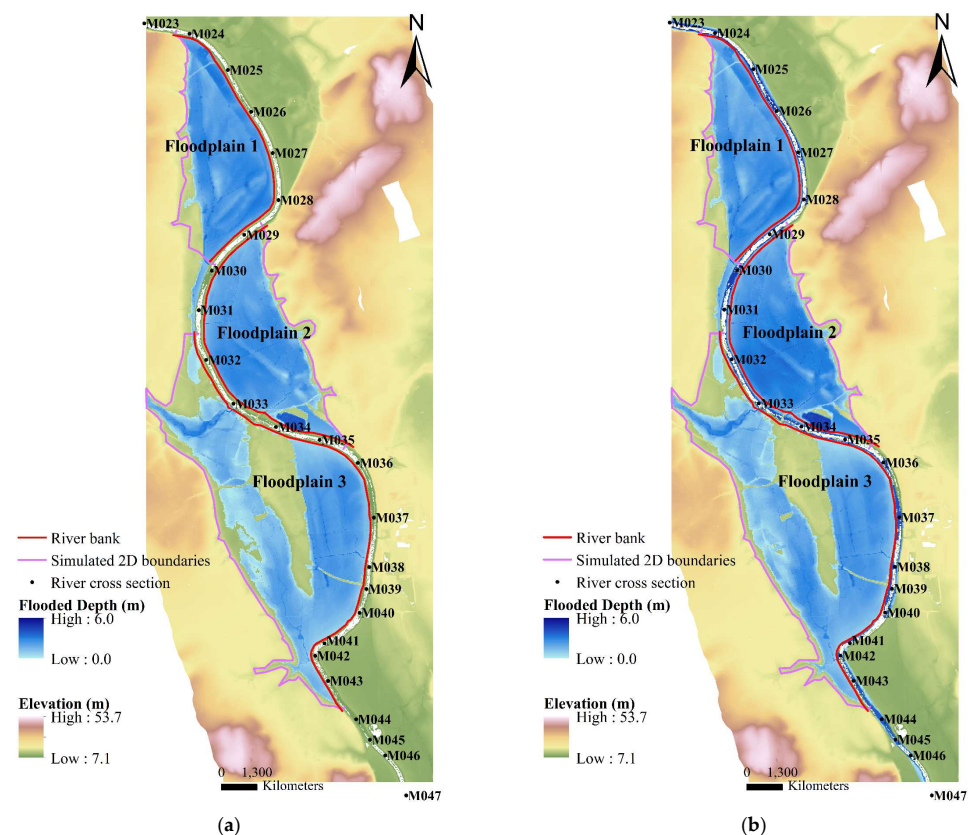 M023
M024
N
M025
M026
Floodplain 1
M027
M028
M029
M030
M031
Floodplain 2
M032
M033
M034
M035
M036
Floodplain 3
M037
River bank
Simulated 2D boundaries
River cross section
M038
M039
Flooded Depth (m)
High : 6.0
M040
M041
Low : 0.0
M042
M043
Elevation (m)
High : 53.7
M044
M045
Low : 7.1
M046
0 1,300
Kilometers
M047
(a)
M023
M024
N
M025
M026
Floodplain 1
M027
M028
M029
M030
M031
Floodplain 2
M032
M033
M034
M035
M036
Floodplain 3
M037
River bank
Simulated 2D boundaries
River cross section
M038
M039
Flooded Depth (m)
High : 6.0
M040
M041
Low : 0.0
M042
M043
Elevation (m)
High : 53.7
M044
M045
Low : 7.1
M046
0 1,300
Kilometers
M047
(b)